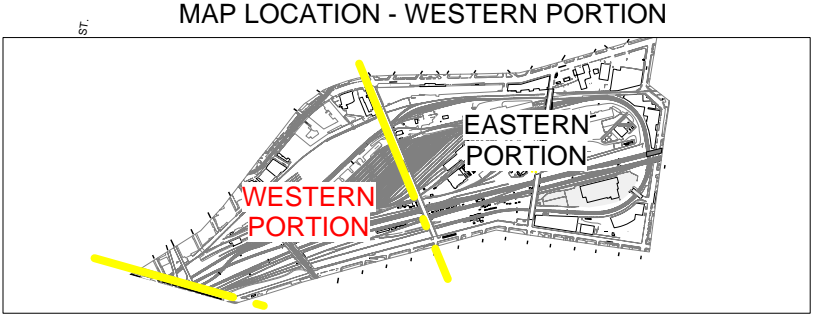 MAP LOCATION - WESTERN PORTION
ST.
EASTERN
PORTION
WESTERN
PORTION